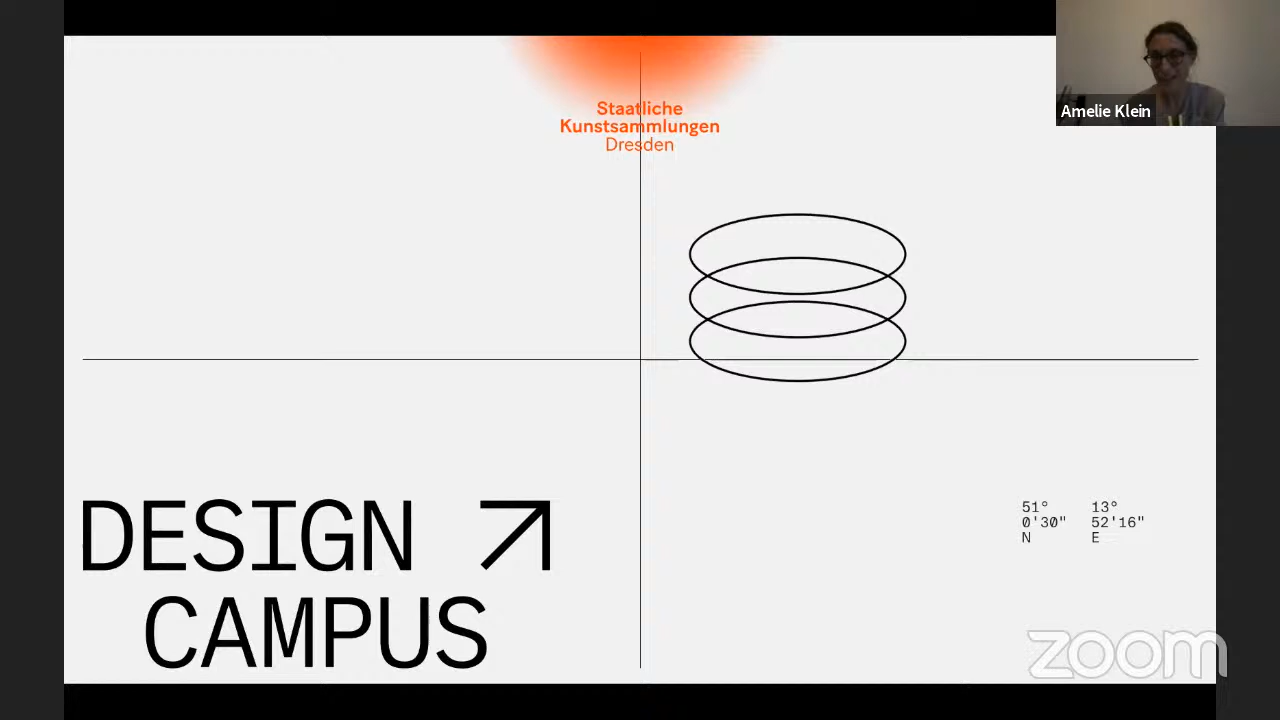 Staatliche
Kunstsammlungen
Dresden
Amelie Klein
DESIGN
CAMPUS
51° 13°
0'30" 52'16"
N E
zoom